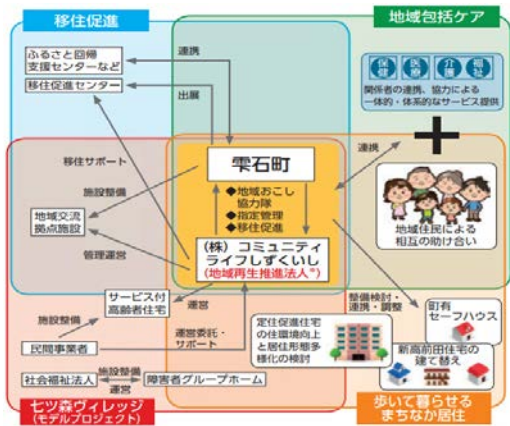 移住促進
地域包括ケア
ふるさと回帰
支援センターなど
移住促進センター
連携
出展
保健
医療
介護
福祉
関係者の連携、協力による
一体的・体系的なサービス提供
移住サポート
施設整備
雫石町
連携
◆地域おこし
協力隊
◆指定管理
◆移住促進
地域交流
拠点施設
地域住民による
相互の助け合い
管理運営
(株)コミュニティ
ライフしずくいし
(地域再生推進法人*)
サービス付
高齢者住宅
運営
整備検討・
連携・調整
町有
セーフハウス
施設整備
運営委託・
サポート
定住促進住宅
の住環境向上
と居住形態多
様化の検討
民間事業者
新高前田住宅の
建て替え
社会福祉法人
施設整備
運営
障害者グループホーム
七ツ森ヴィレッジ
(モデルプロジェクト)
歩いて暮らせる
まちなか居住